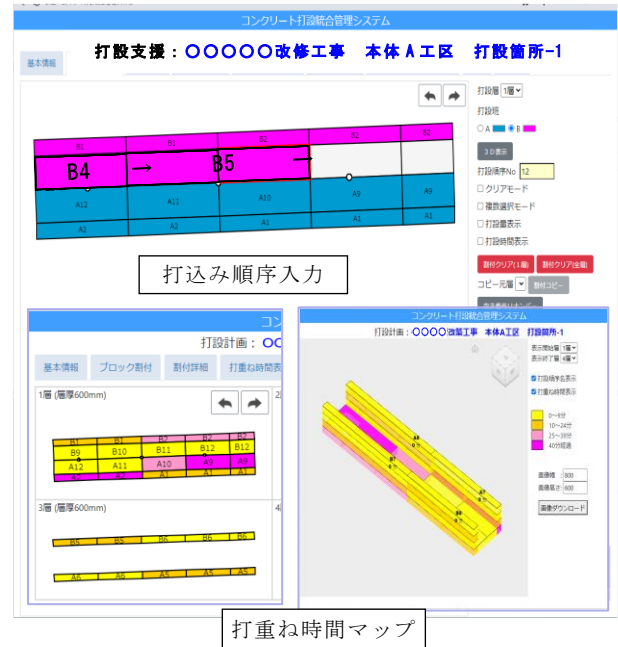 コンクリート打設統合管理システム
打設支援：〇〇〇〇〇改修工事 本体A工区 打設箇所-1
基本情報
打設層 1層
打設班
A B
3D表示
打設順序No 12
クリアモード
複数選択モード
打設量表示
打設時間表示
割付クリア(1層) 割付クリア(全層)
コピー元層 割付コピー
B1 B1 B2 B2 B2
B4 → B5 →
A12 A11 A10 A9 A9
A2 A2 A1 A1 A1
打込み順序入力
コン
打設計画：〇〇
基本情報 ブロック割付 割付詳細 打重ね時間表
1層 (層厚600mm)
2
B1 B1 B2 B2 B2
B9 B10 B11 B12 B12
A12 A11 A10 A9 A9
A2 A2 A1 A1 A1
3層 (層厚600mm)
4
B5 B5 B6 B6 B6
A6 A6 A5 A5 A5
コンクリート打設統合管理システム
打設計画：〇〇〇〇改築工事 本体A工区 打設箇所-1
表示開始層 1層
表示終了層 4層
打設順序名表示
打重ね時間表示
0～9分
10～24分
25～39分
40分超過
画像幅 :800
画像高さ:600
画像ダウンロード
打重ね時間マップ